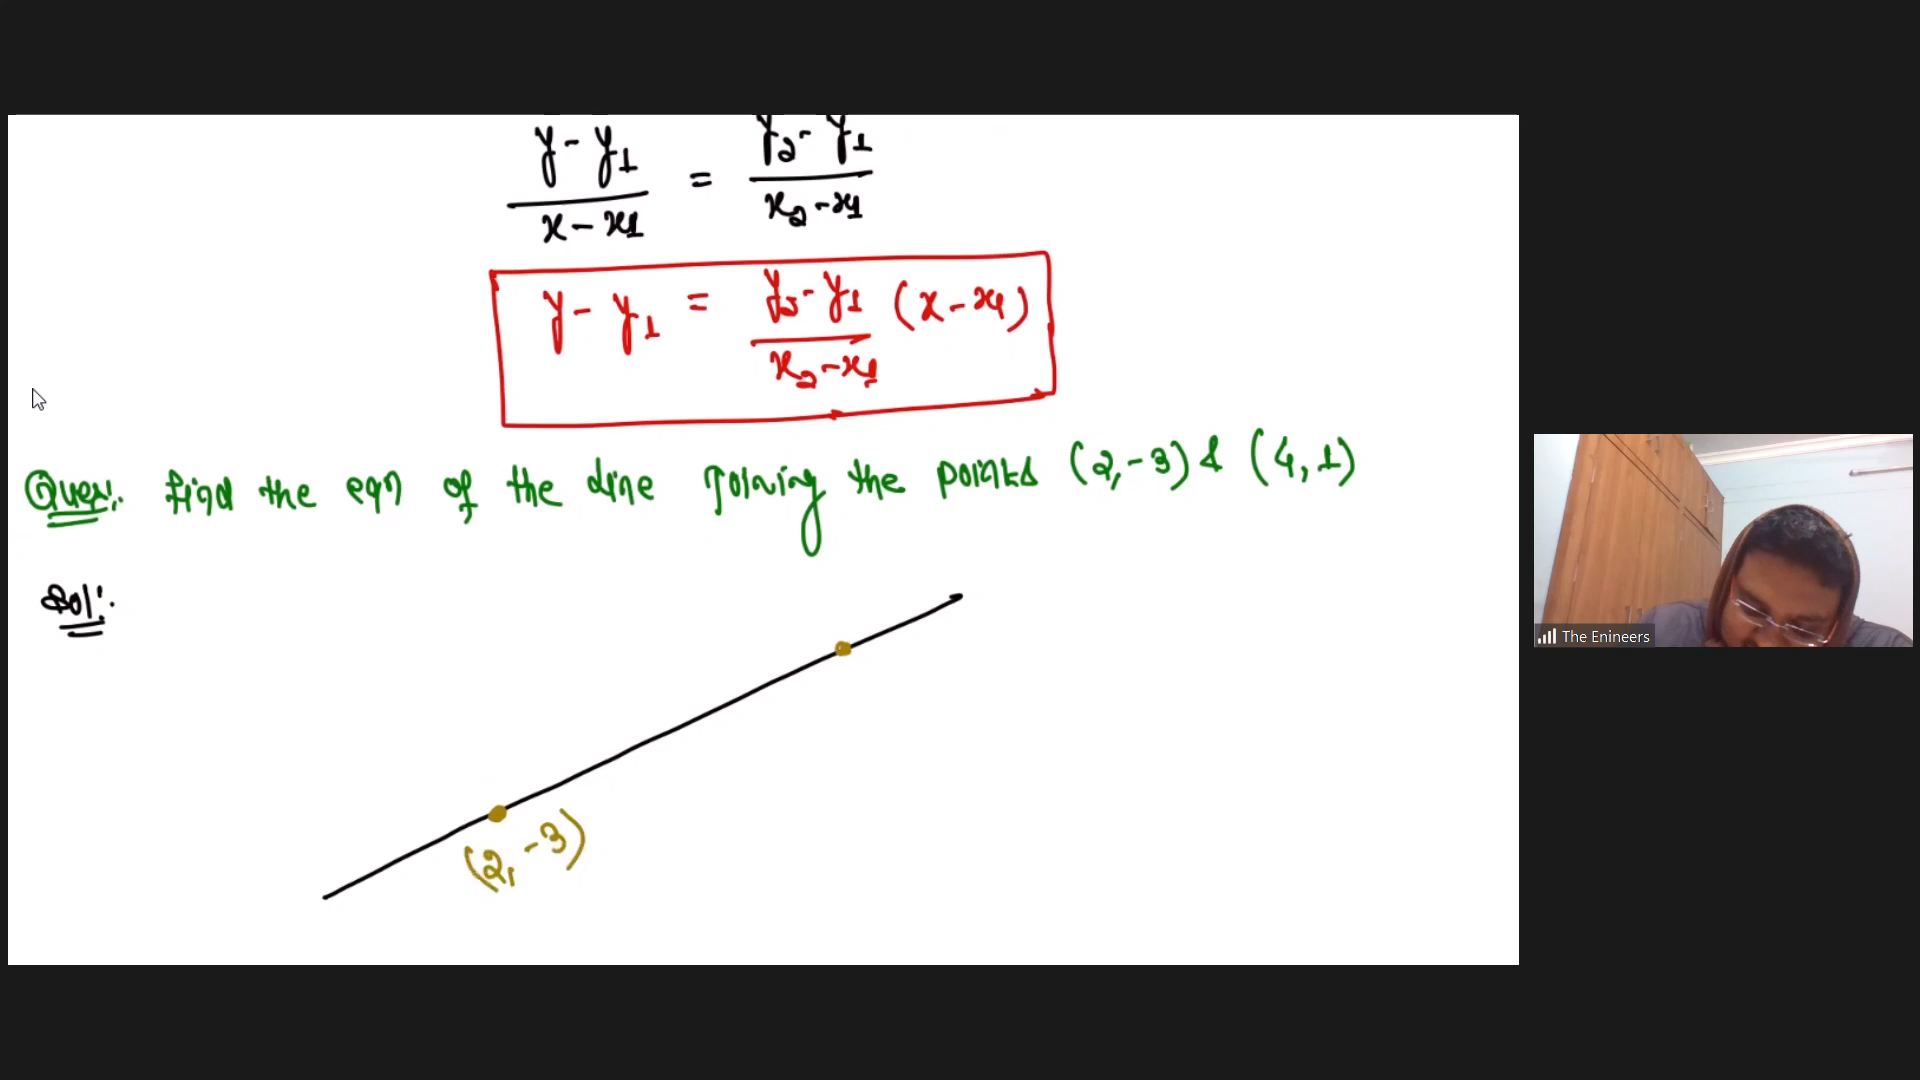 y - y1 / x - x1 = y2 - y1 / x2 - x1
y - y1 = y2 - y1 / x2 - x1 (x - x1)
Ques:. find the eqn of the line joining the points (2, -3) & (4, 1)
Sol:.
(2, -3)
The Enineers